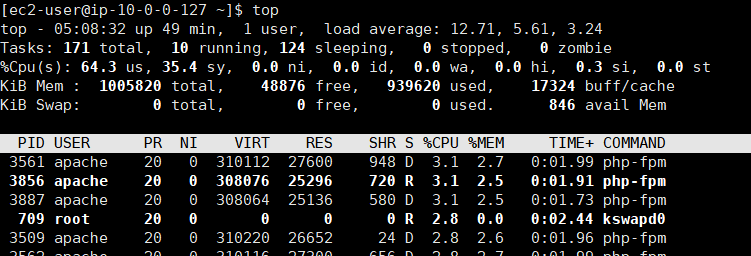 [ec2-user@ip-10-0-0-127 ~]$ top
top - 05:08:32 up 49 min,  1 user,  load average: 12.71, 5.61, 3.24
Tasks: 171 total,  10 running, 124 sleeping,   0 stopped,   0 zombie
%Cpu(s): 64.3 us, 35.4 sy,  0.0 ni,  0.0 id,  0.0 wa,  0.0 hi,  0.3 si,  0.0 st
KiB Mem :  1005820 total,    48876 free,   939620 used,    17324 buff/cache
KiB Swap:        0 total,        0 free,        0 used.      846 avail Mem
PID USER      PR  NI    VIRT    RES    SHR S %CPU %MEM     TIME+ COMMAND
3561 apache    20   0  310112  27600    948 D  3.1  2.7   0:01.99 php-fpm
3856 apache    20   0  308076  25296    720 R  3.1  2.5   0:01.91 php-fpm
3887 apache    20   0  308064  25136    580 D  3.1  2.5   0:01.73 php-fpm
709 root      20   0       0      0      0 R  2.8  0.0   0:02.44 kswapd0
3509 apache    20   0  310220  26652     24 D  2.8  2.6   0:01.96 php-fpm